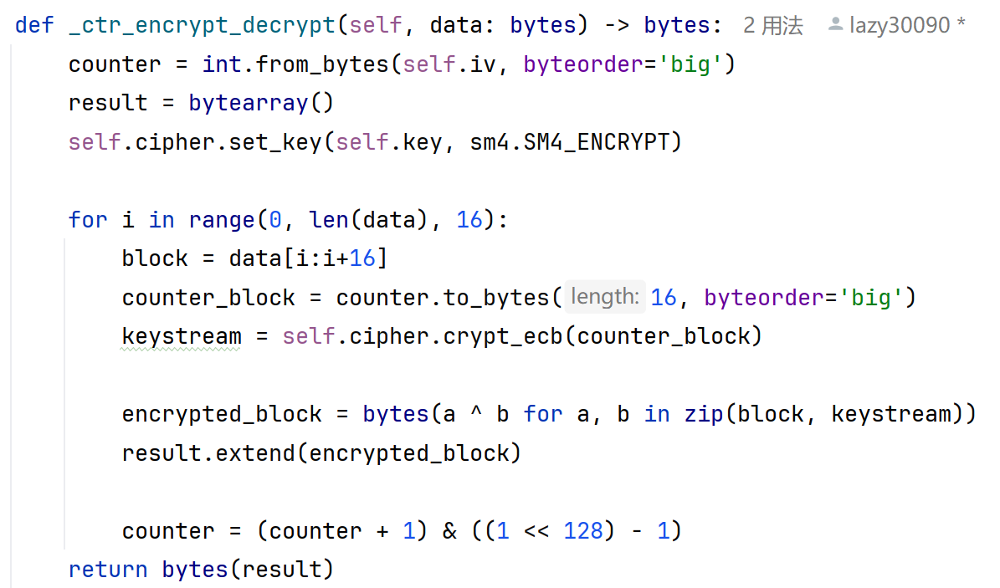 def _ctr_encrypt_decrypt(self, data: bytes) -> bytes: 2 用法 lazy30090 *
    counter = int.from_bytes(self.iv, byteorder='big')
    result = bytearray()
    self.cipher.set_key(self.key, sm4.SM4_ENCRYPT)

    for i in range(0, len(data), 16):
        block = data[i:i+16]
        counter_block = counter.to_bytes(length: 16, byteorder='big')
        keystream = self.cipher.crypt_ecb(counter_block)

        encrypted_block = bytes(a ^ b for a, b in zip(block, keystream))
        result.extend(encrypted_block)

        counter = (counter + 1) & ((1 << 128) - 1)
    return bytes(result)